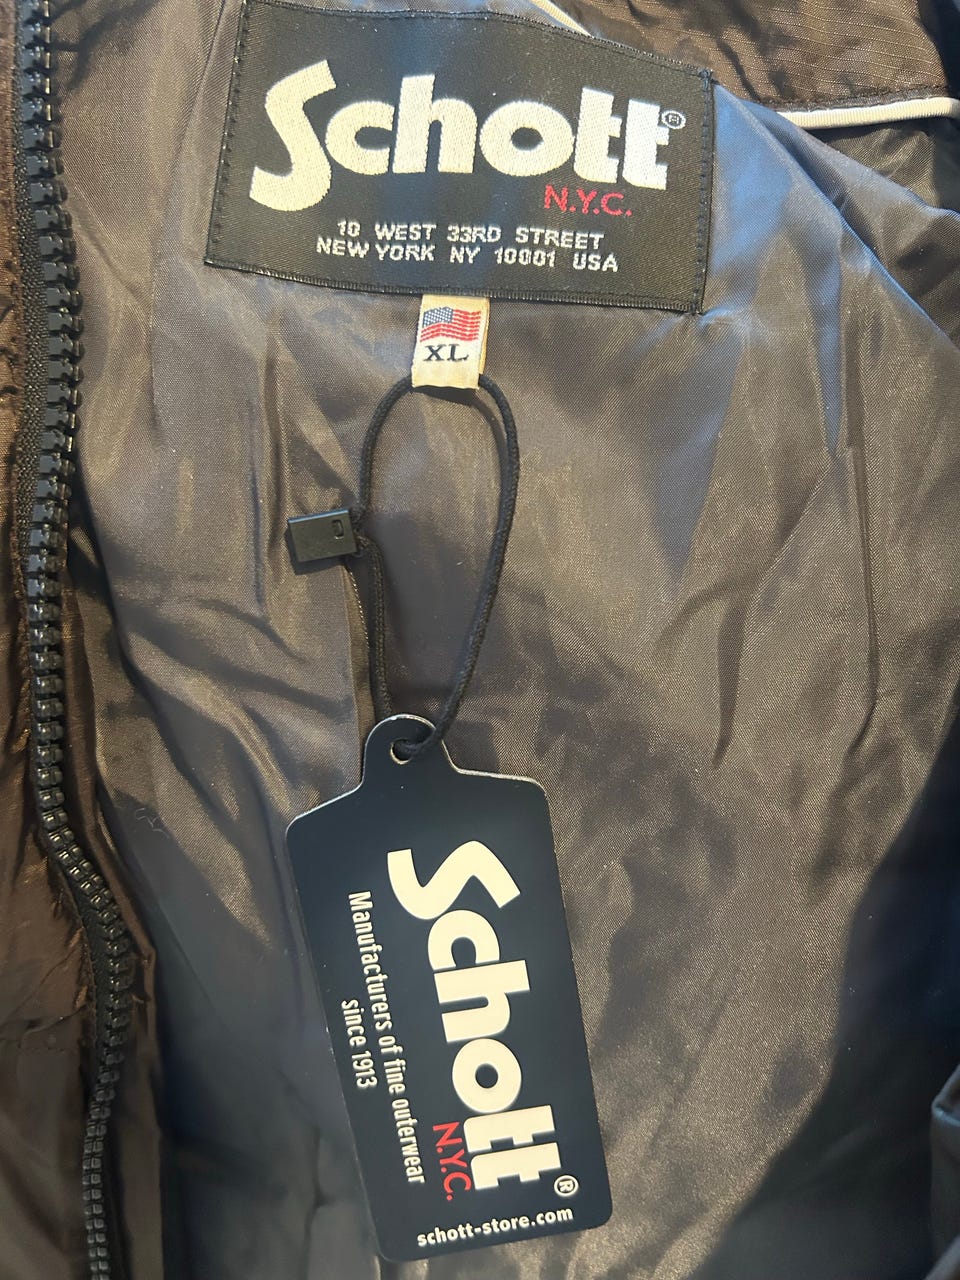 Schott®
N.Y.C.
10 WEST 33RD STREET
NEW YORK NY 10001 USA
XL
Schott®
N.Y.C.
Manufacturers of fine outerwear
since 1913
schott-store.com